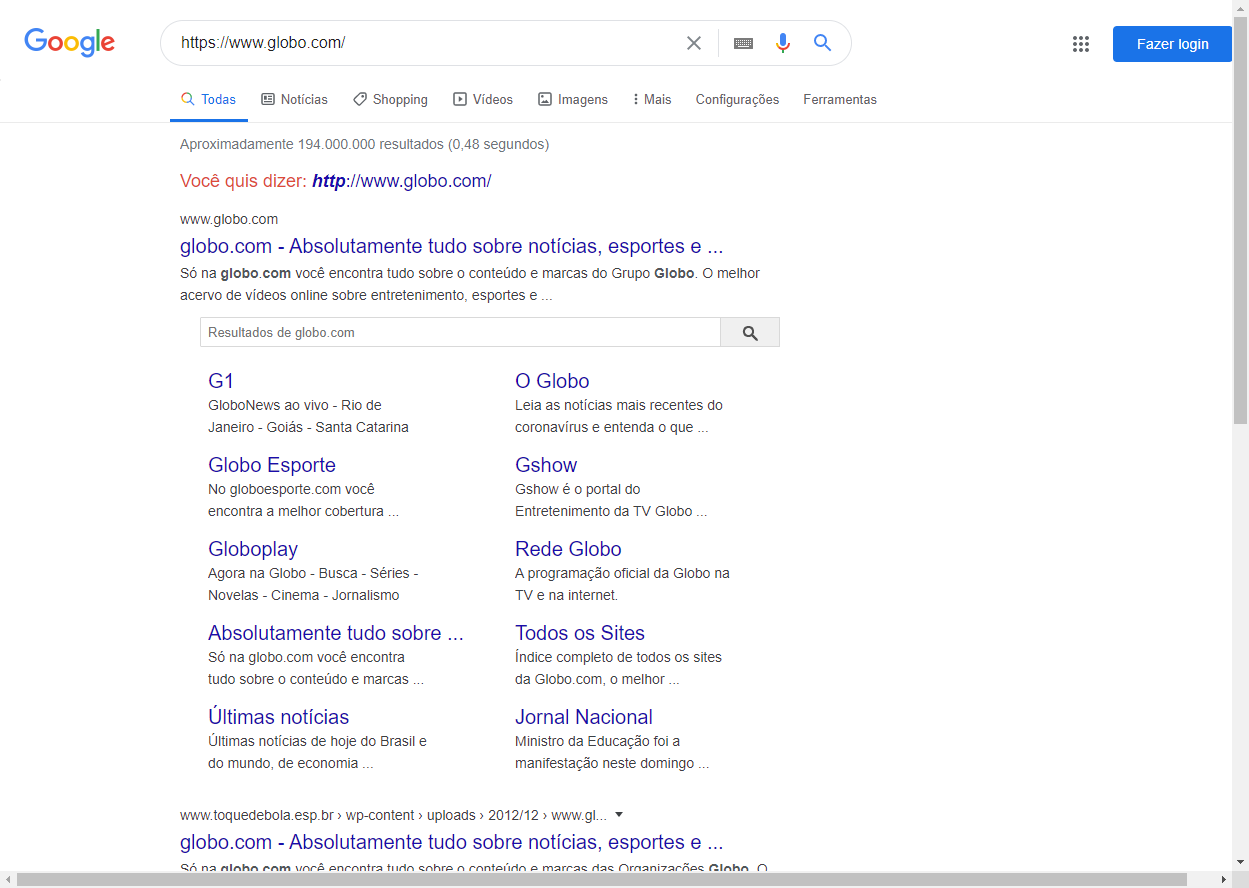 Google
https://www.globo.com/
Fazer login
Todas Notícias Shopping Vídeos Imagens Mais Configurações Ferramentas
Aproximadamente 194.000.000 resultados (0,48 segundos)
Você quis dizer: http://www.globo.com/
www.globo.com
globo.com - Absolutamente tudo sobre notícias, esportes e ...
Só na globo.com você encontra tudo sobre o conteúdo e marcas do Grupo Globo. O melhor
acervo de vídeos online sobre entretenimento, esportes e ...
Resultados de globo.com
G1
GloboNews ao vivo - Rio de
Janeiro - Goiás - Santa Catarina
O Globo
Leia as notícias mais recentes do
coronavírus e entenda o que ...
Globo Esporte
No globoesporte.com você
encontra a melhor cobertura ...
Gshow
Gshow é o portal do
Entretenimento da TV Globo ...
Globoplay
Agora na Globo - Busca - Séries -
Novelas - Cinema - Jornalismo
Rede Globo
A programação oficial da Globo na
TV e na internet.
Absolutamente tudo sobre ...
Só na globo.com você encontra
tudo sobre o conteúdo e marcas ...
Todos os Sites
Índice completo de todos os sites
da Globo.com, o melhor ...
Últimas notícias
Últimas notícias de hoje do Brasil e
do mundo, de economia ...
Jornal Nacional
Ministro da Educação foi a
manifestação neste domingo ...
www.toquedebola.esp.br › wp-content › uploads › 2012/12 › www.gl...
globo.com - Absolutamente tudo sobre notícias, esportes e ...
Só na globo.com você encontra tudo sobre o conteúdo e marcas das Organizações Globo. O